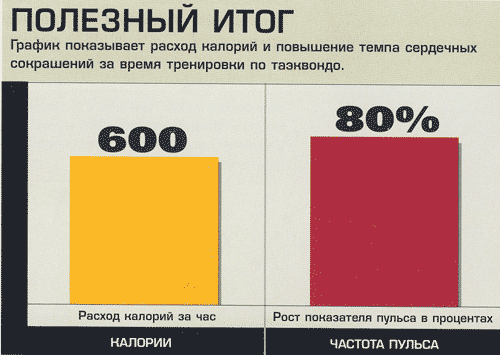 ПОЛЕЗНЫЙ ИТОГ
График показывает расход калорий и повышение темпа сердечных
сокрашений за время тренировки по таэквондо.
600
80%
Расход калорий за час
Рост показателя пульса в процентах
КАЛОРИИ
ЧАСТОТА ПУЛЬСА